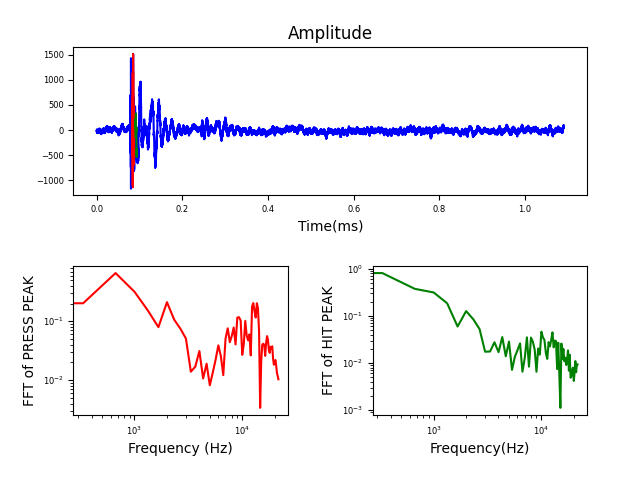 Amplitude
1500
1000
500
0
−500
−1000
0.0 0.2 0.4 0.6 0.8 1.0
Time(ms)
FFT of PRESS PEAK
10⁻¹
10⁻²
10³ 10⁴
Frequency (Hz)
FFT of HIT PEAK
10⁰
10⁻¹
10⁻²
10⁻³
10³ 10⁴
Frequency(Hz)